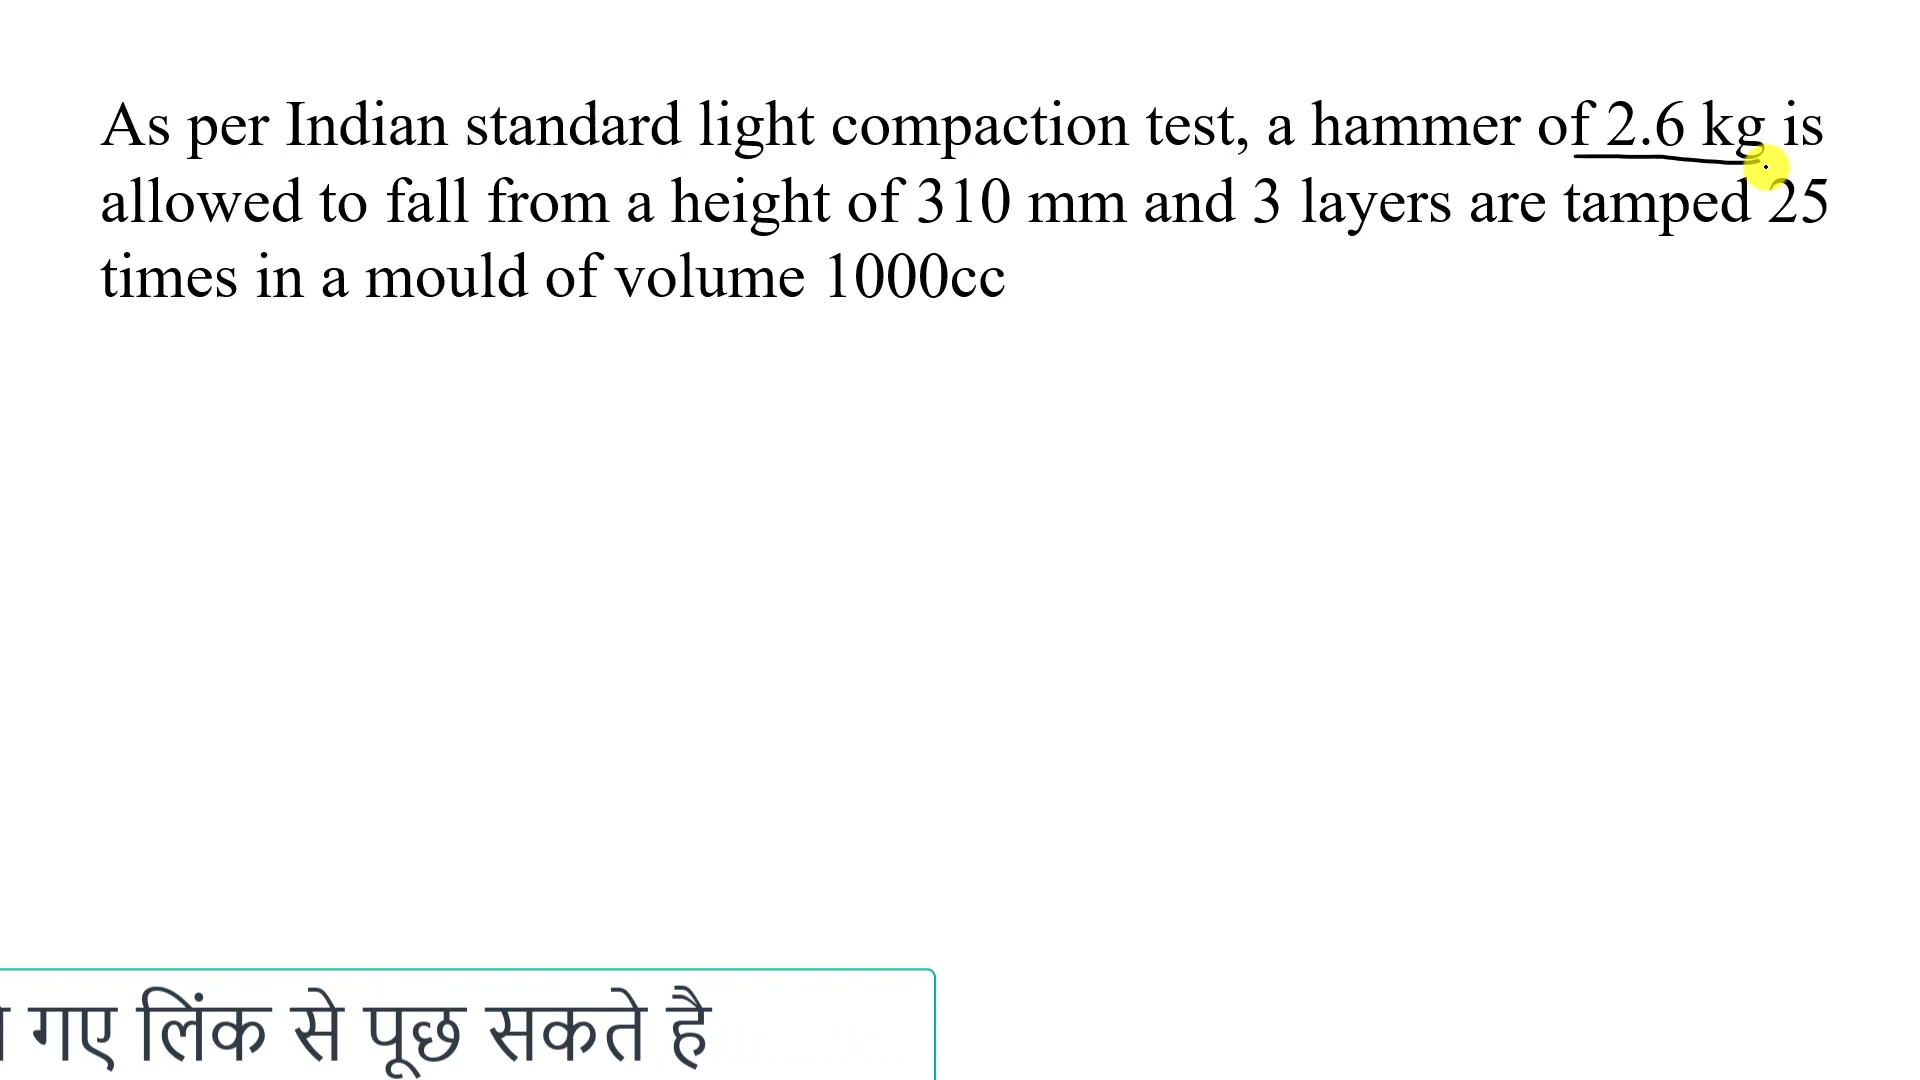 As per Indian standard light compaction test, a hammer of 2.6 kg is
allowed to fall from a height of 310 mm and 3 layers are tamped 25
times in a mould of volume 1000cc
गए लिंक से पूछ सकते है